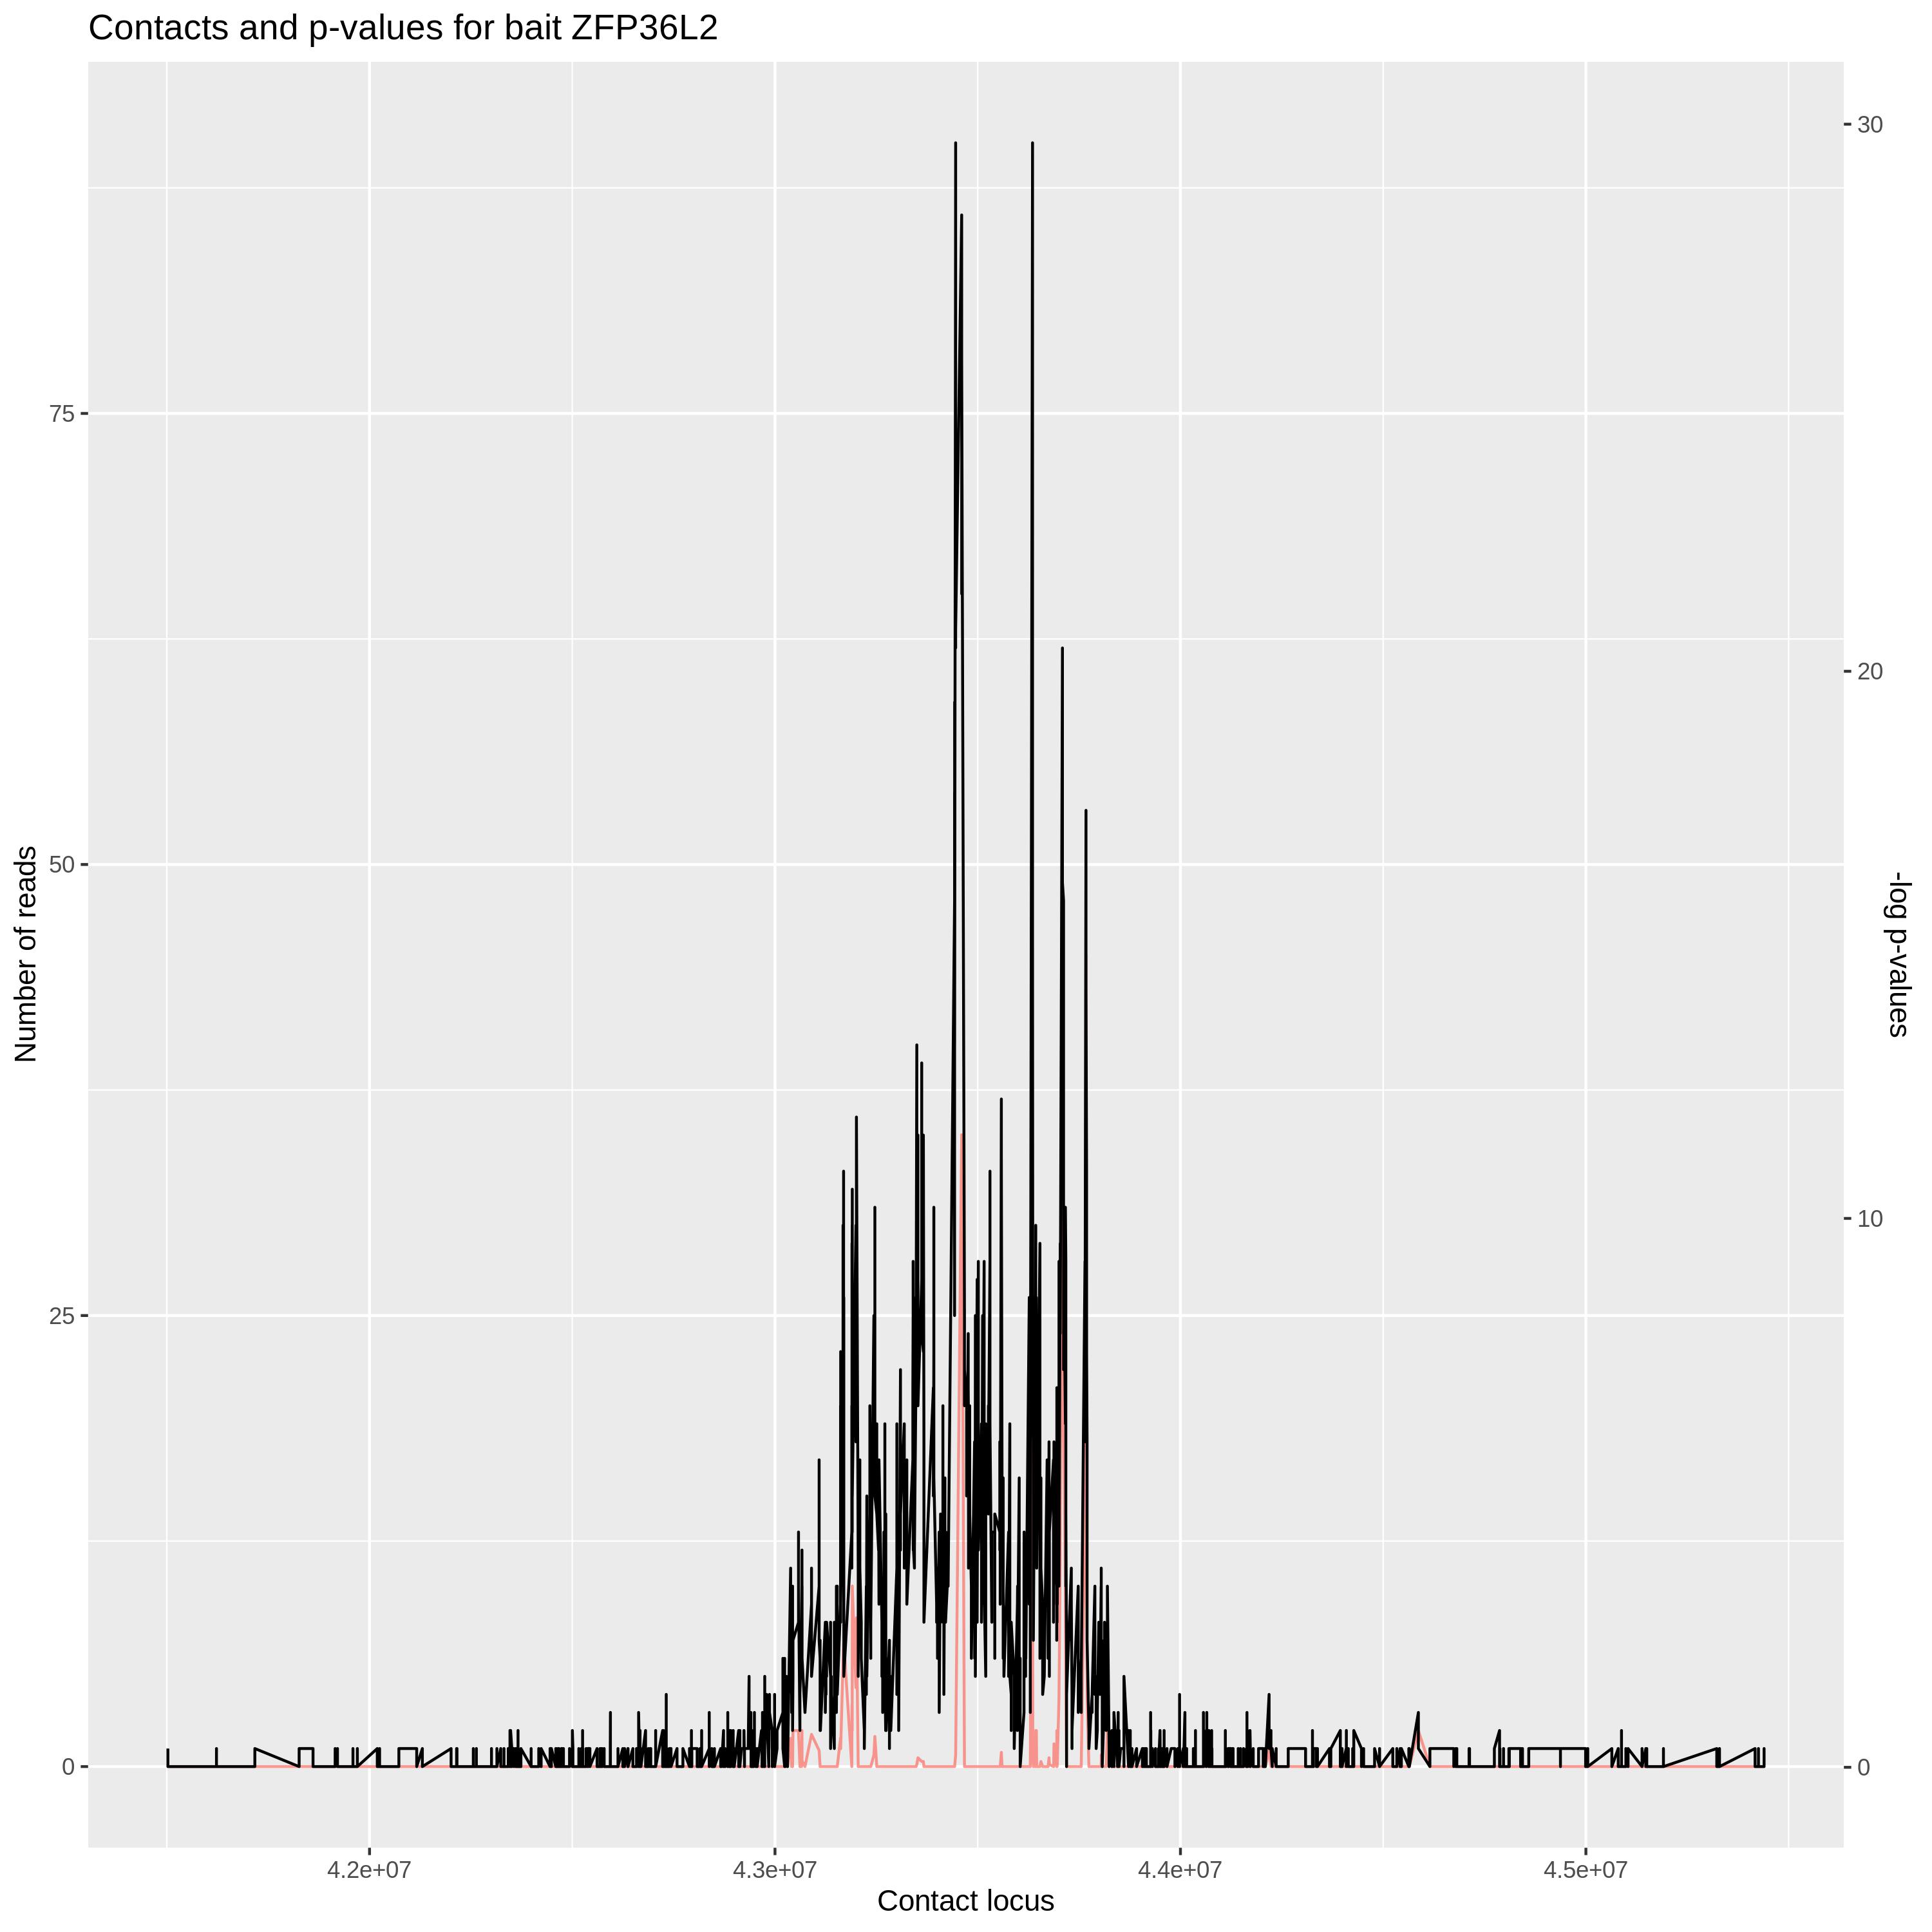 Contacts and p-values for bait ZFP36L2
30
75
20
50
10
25
0
0
Number of reads
-log p-values
4.2e+07
4.3e+07
4.4e+07
4.5e+07
Contact locus